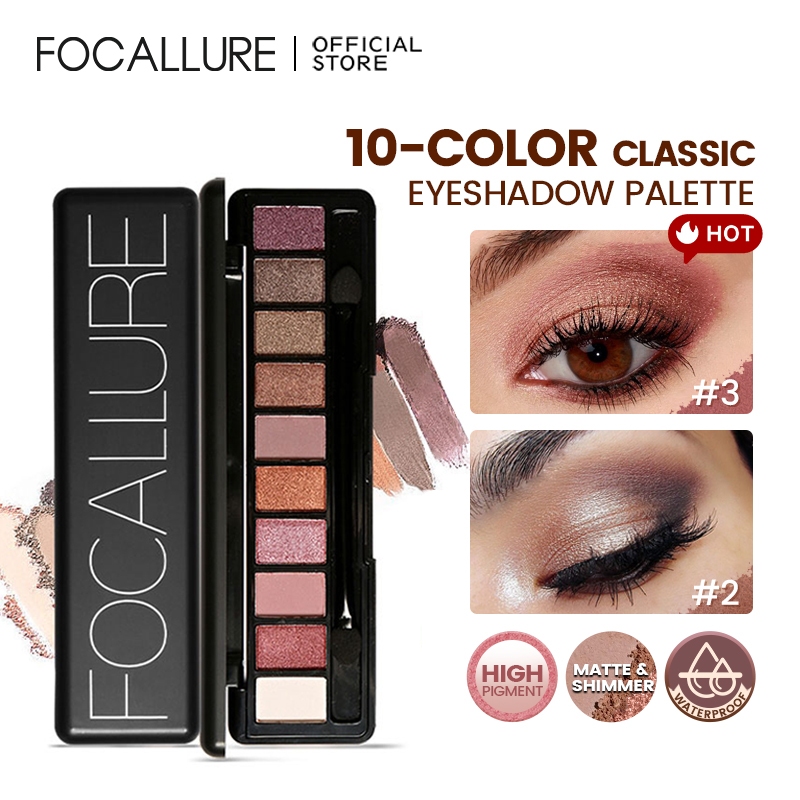 FOCALLURE
OFFICIAL
STORE
10-COLOR CLASSIC
EYESHADOW PALETTE
HOT
FOCALLURE
#3
#2
HIGH
PIGMENT
MATTE &
SHIMMER
WATERPROOF